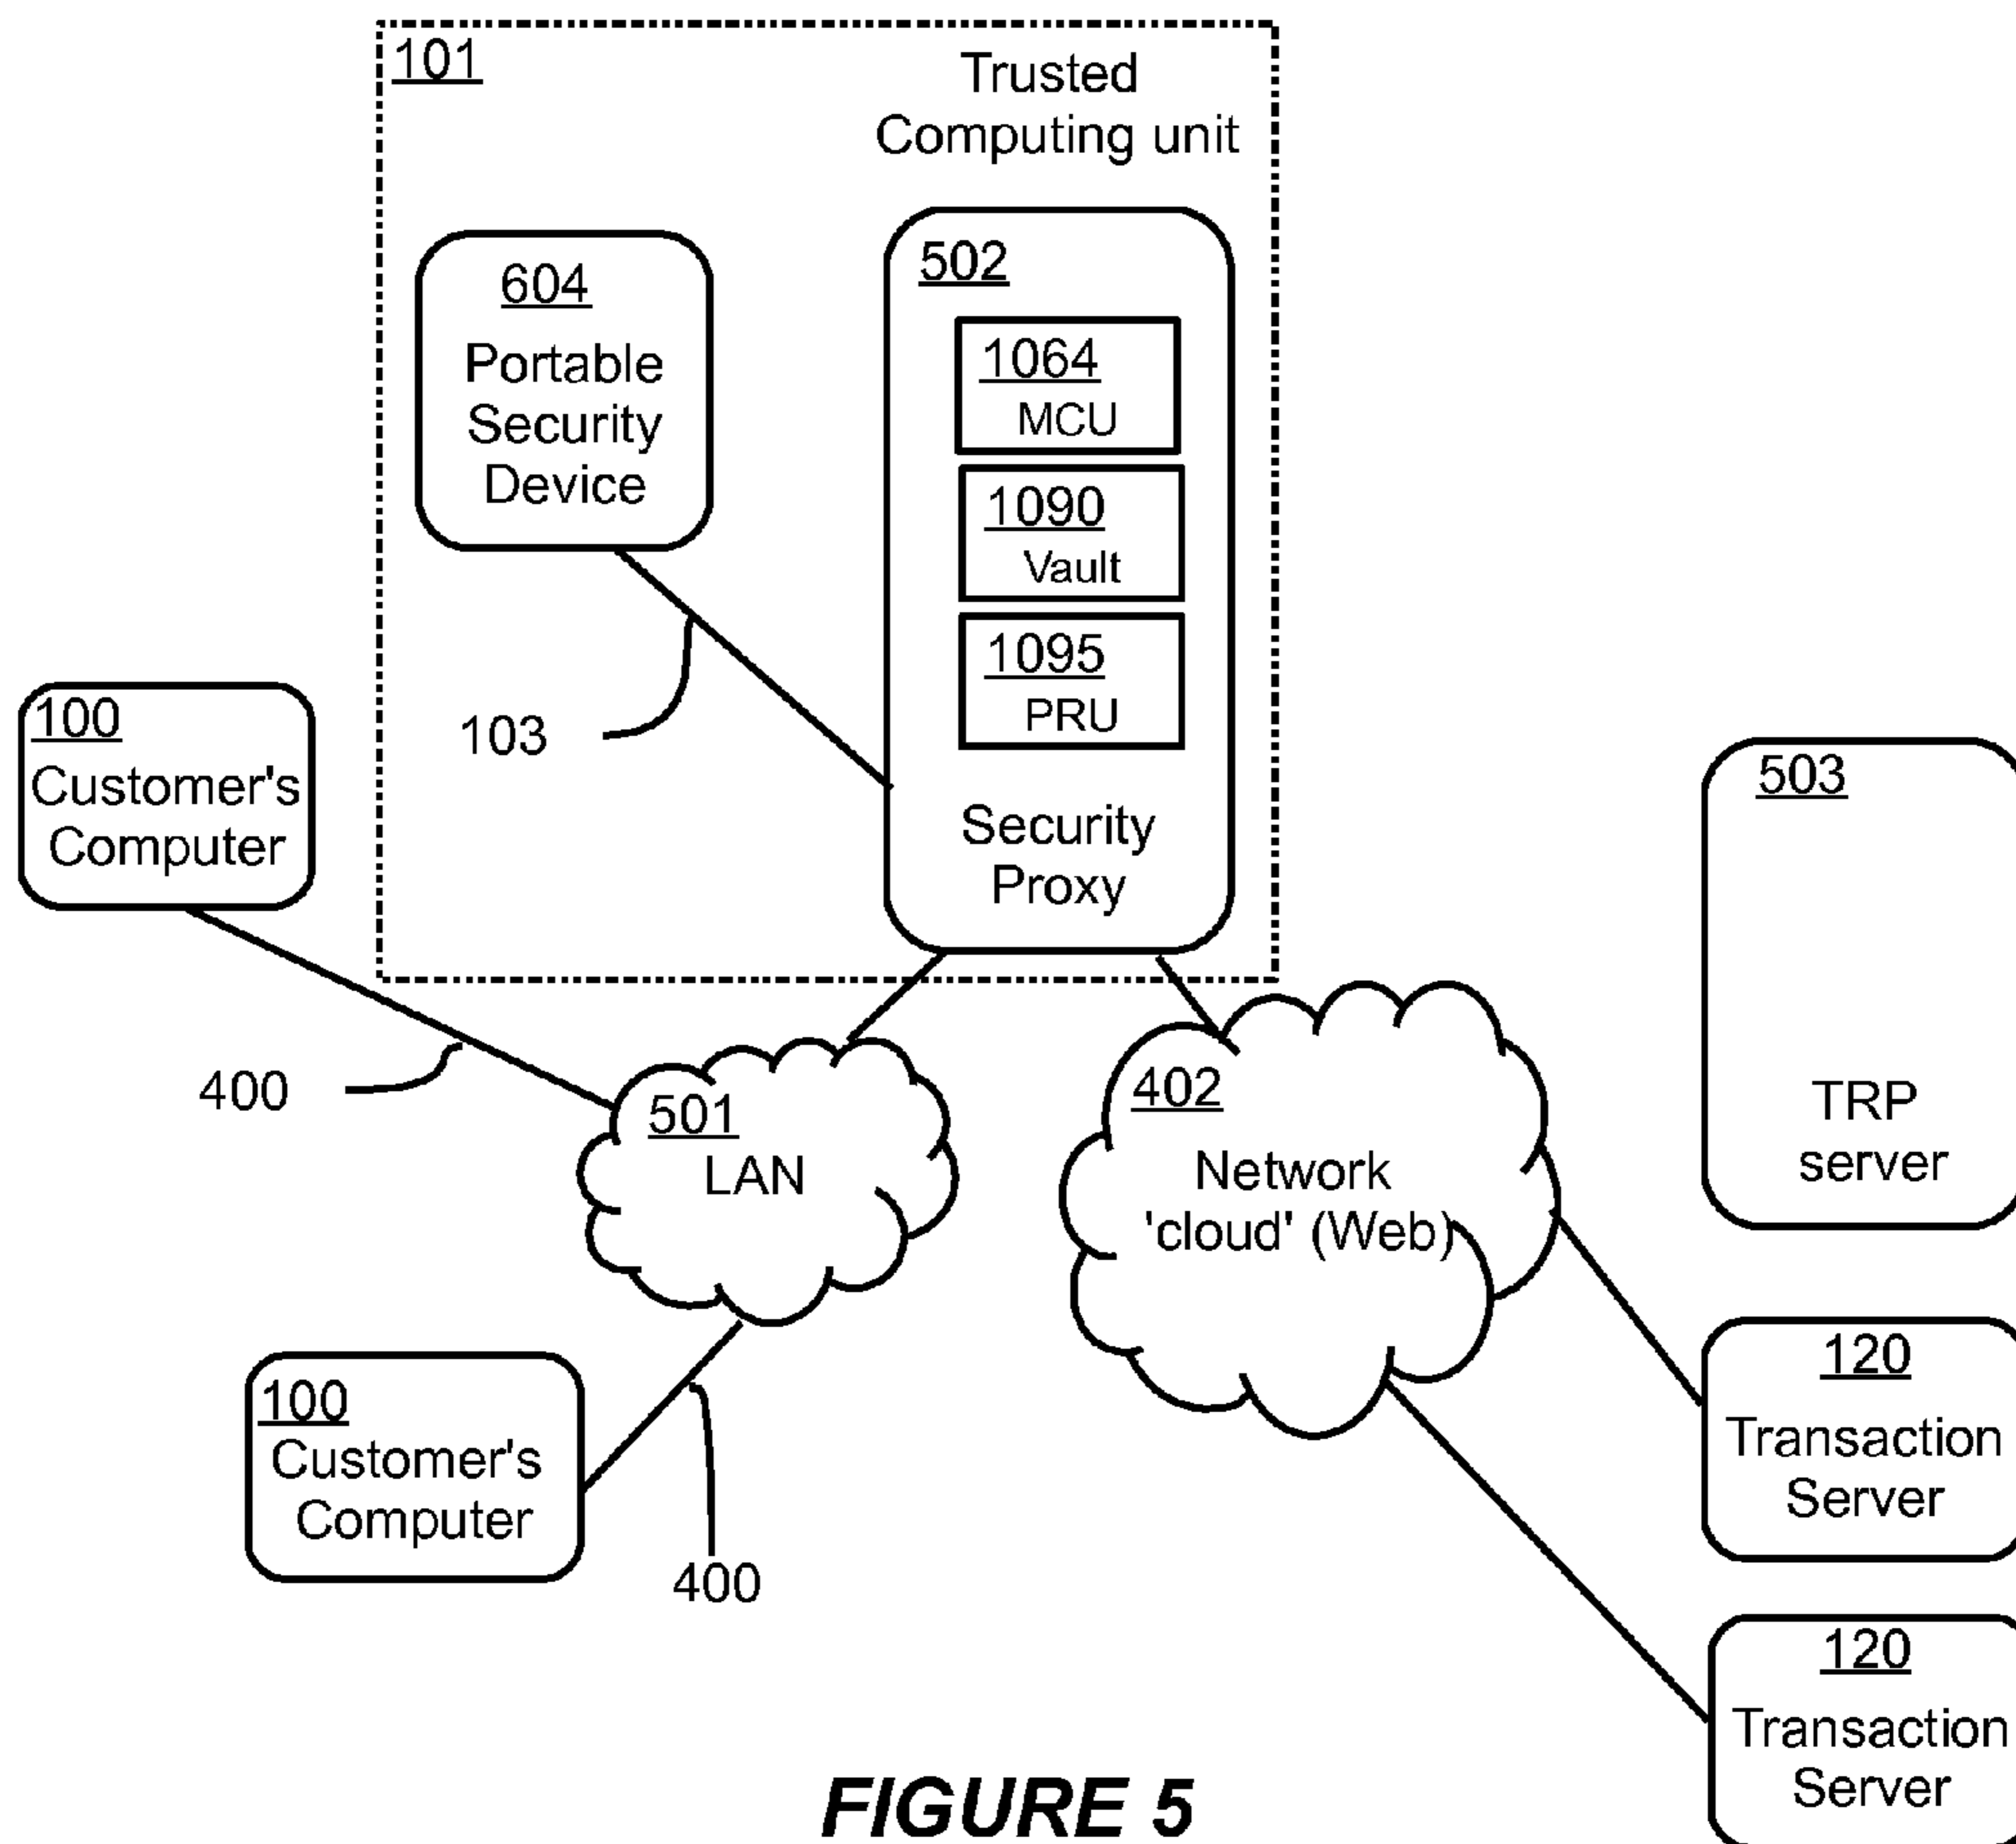 101
Trusted
Computing unit
604
Portable
Security
Device
502
1064
MCU
1090
Vault
1095
PRU
Security
Proxy
103
100
Customer's
Computer
503
TRP
server
400
501
LAN
402
Network
'cloud' (Web)
100
Customer's
Computer
400
120
Transaction
Server
120
Transaction
Server
FIGURE 5